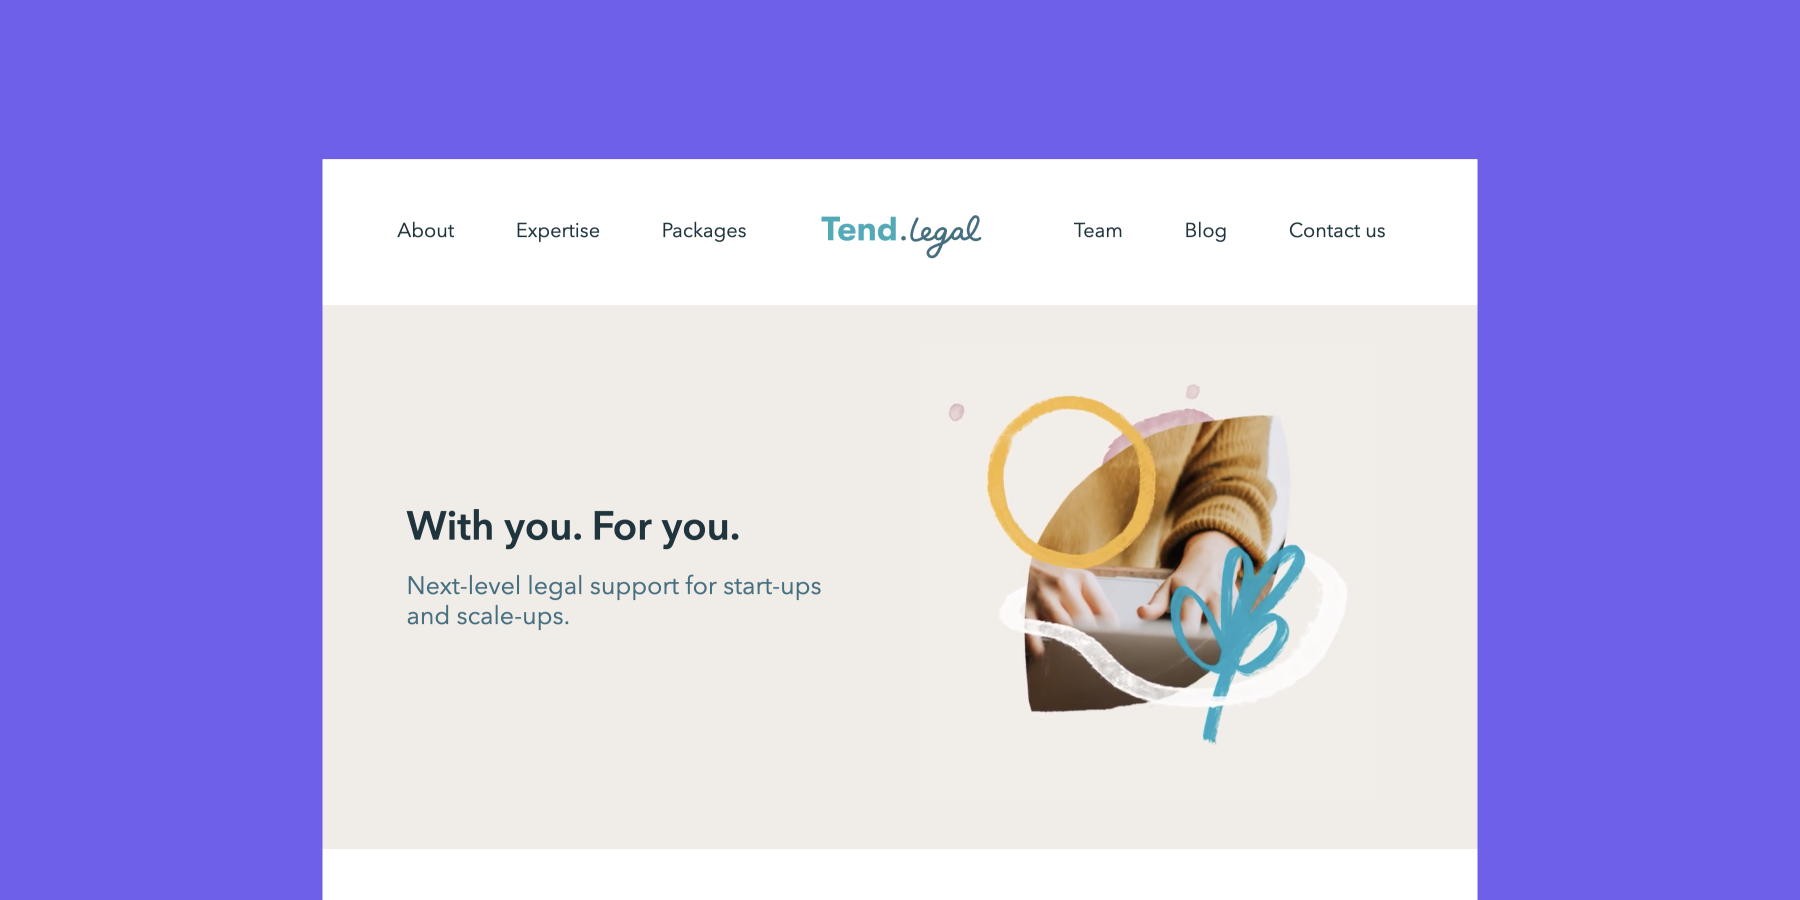 About Expertise Packages Tend.legal Team Blog Contact us
With you. For you.
Next-level legal support for start-ups
and scale-ups.